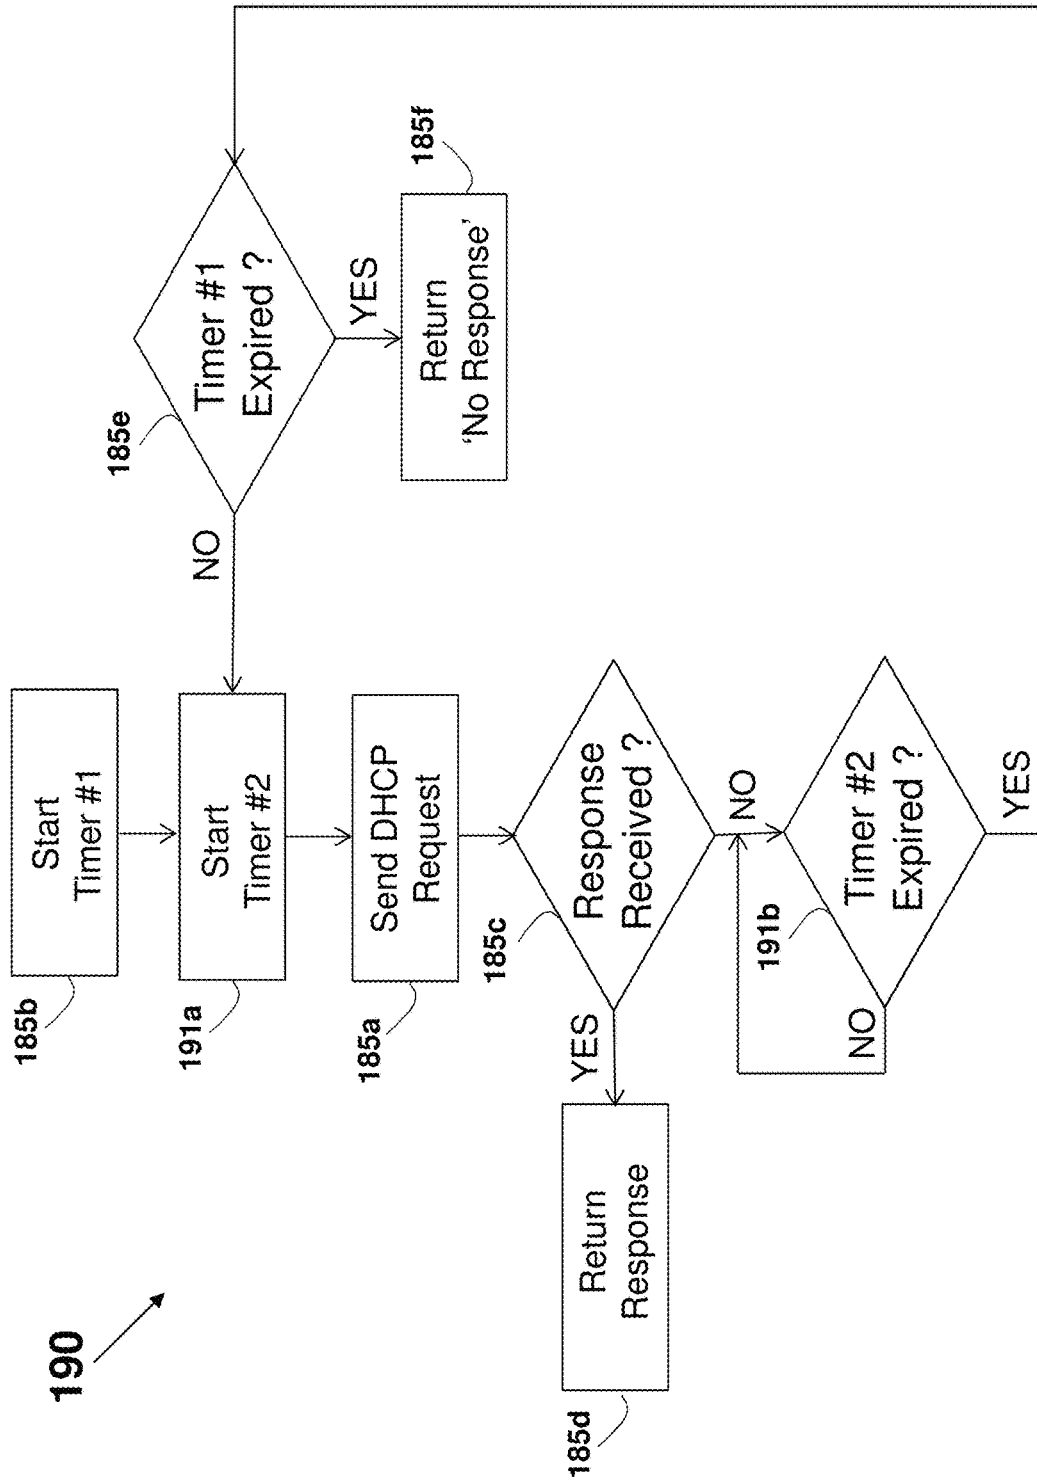 190
185b
Start
Timer #1
191a
Start
Timer #2
185a
Send DHCP
Request
185c
Response
Received ?
YES
185d
Return
Response
NO
191b
Timer #2
Expired ?
NO
YES
185e
Timer #1
Expired ?
NO
YES
185f
Return
‘No Response’